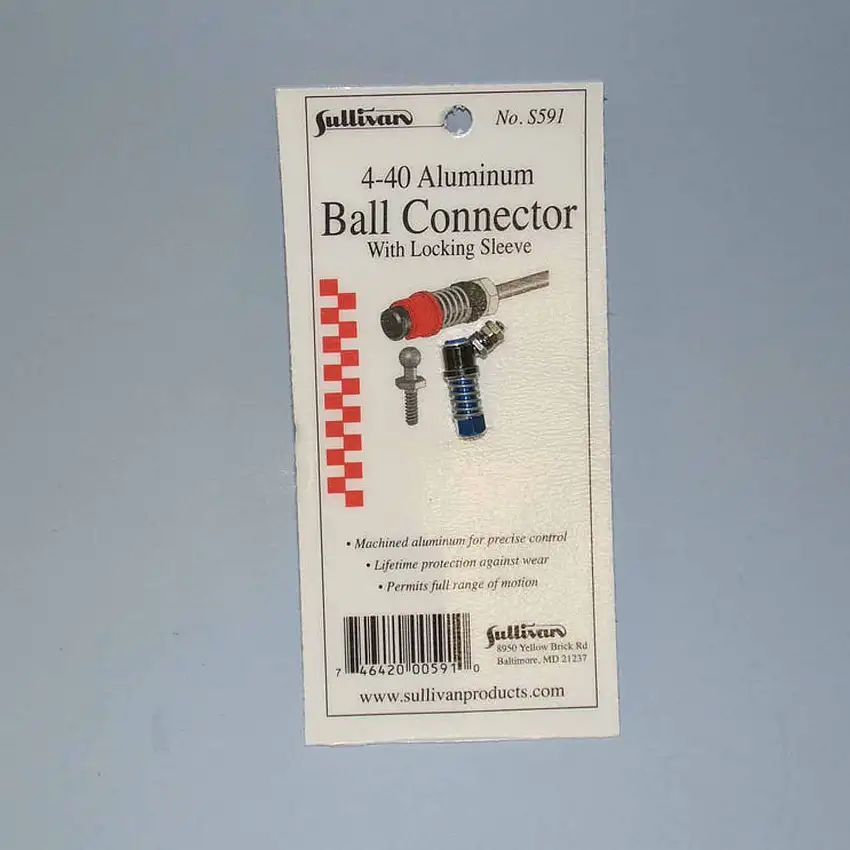 Sullivan No. S591
4-40 Aluminum
Ball Connector
With Locking Sleeve
• Machined aluminum for precise control
• Lifetime protection against wear
• Permits full range of motion
Sullivan
8950 Yellow Brick Rd
Baltimore, MD 21237
7 46420 00591 0
www.sullivanproducts.com